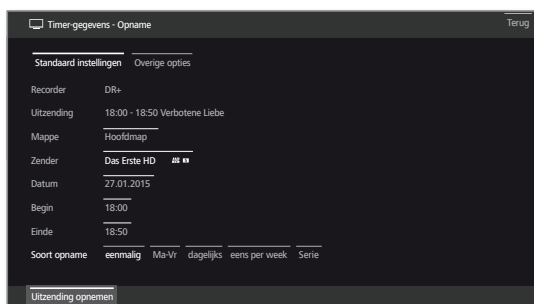 Timer-gegevens - Opname
Terug
Standaard instellingen Overige opties
Recorder DR+
Uitzending 18:00 - 18:50 Verbotene Liebe
Mappe Hoofdmap
Zender Das Erste HD
Datum 27.01.2015
Begin 18:00
Einde 18:50
Soort opname eenmalig Ma-Vr dagelijks eens per week Serie
Uitzending opnemen